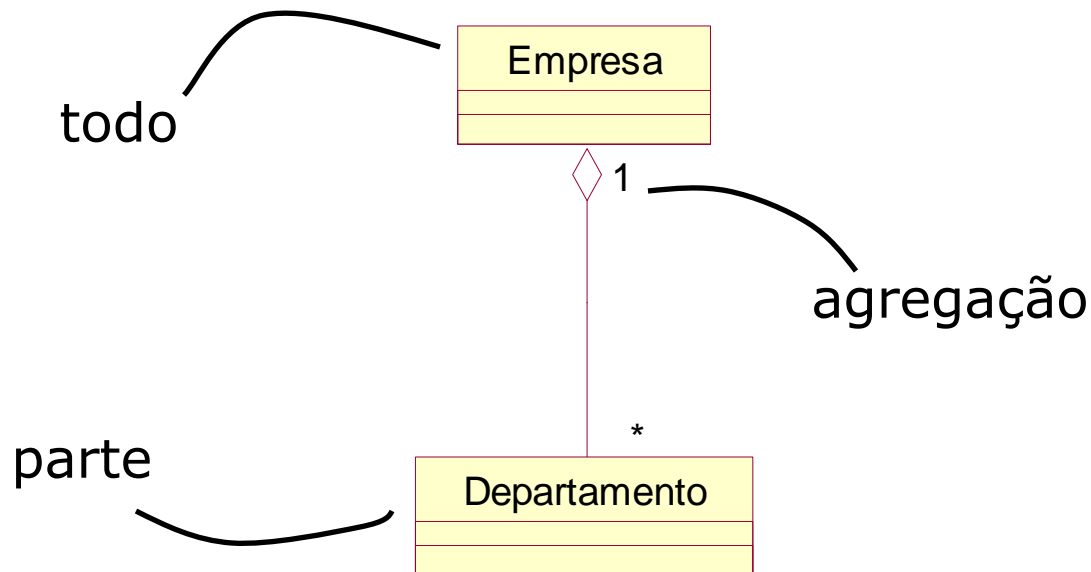 Empresa
todo
1
agregação
*
parte
Departamento